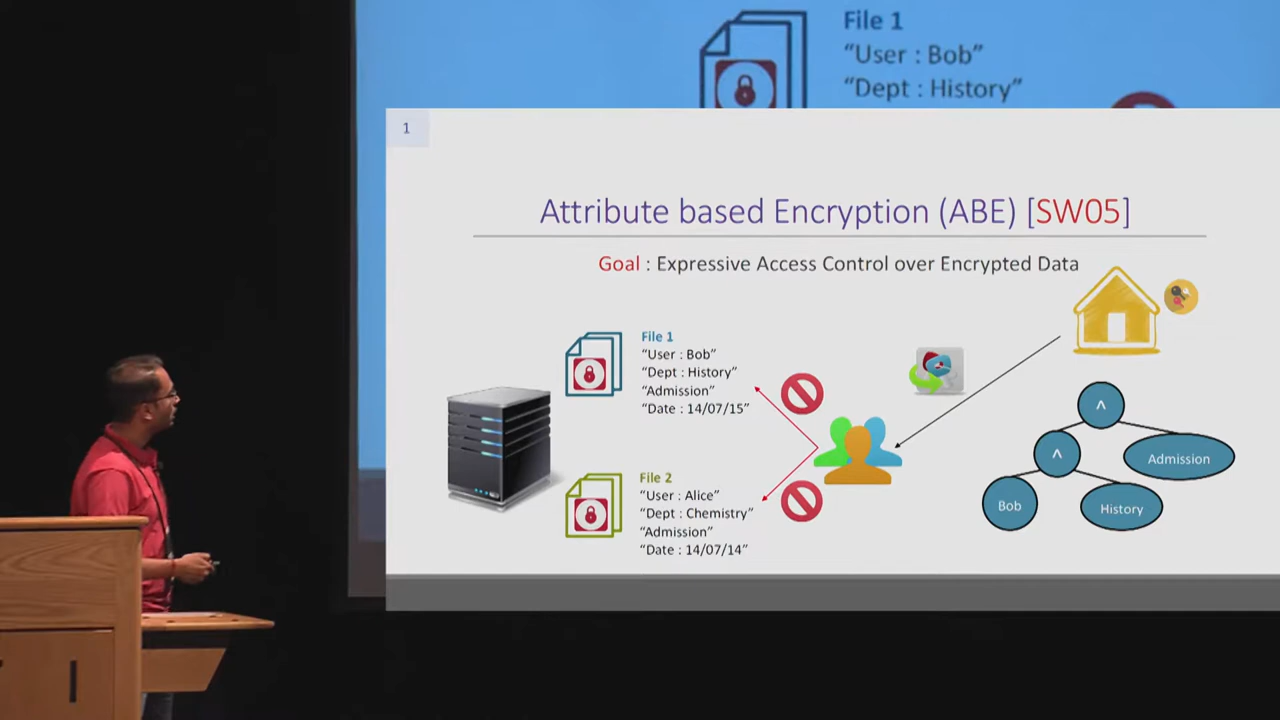 File 1
“User : Bob”
“Dept : History”
1
Attribute based Encryption (ABE) [SW05]
Goal : Expressive Access Control over Encrypted Data
File 1
“User : Bob”
“Dept : History”
“Admission”
“Date : 14/07/15”
File 2
“User : Alice”
“Dept : Chemistry”
“Admission”
“Date : 14/07/14”
^
^
Admission
Bob
History